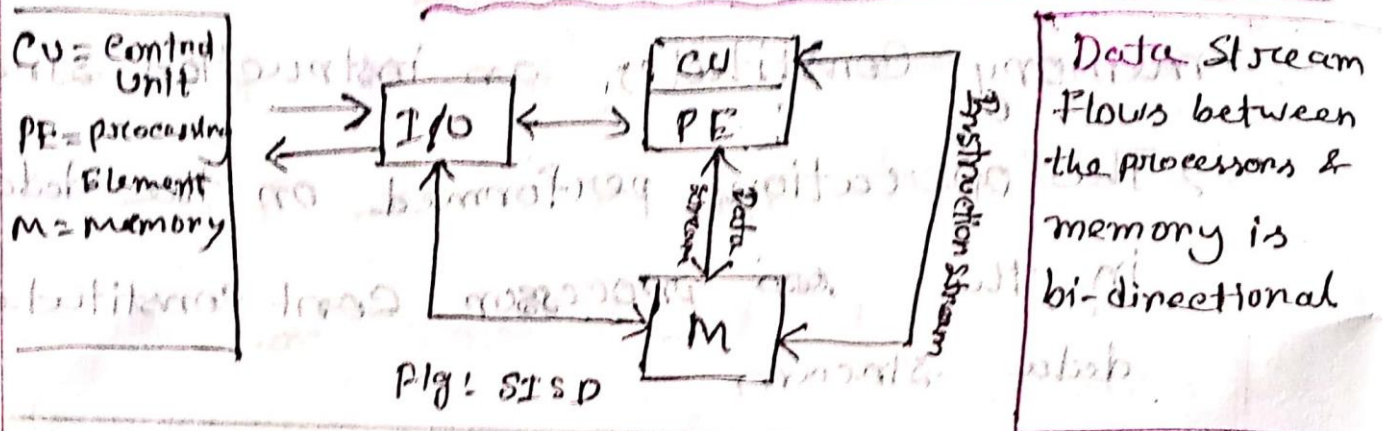 CU = Control
Unit
PE = processing
Element
M = Memory
I/O
CU
PE
Data
Stream
M
Instruction Stream
Fig: SISD
Data Stream
Flows between
the processors &
memory is
bi-directional